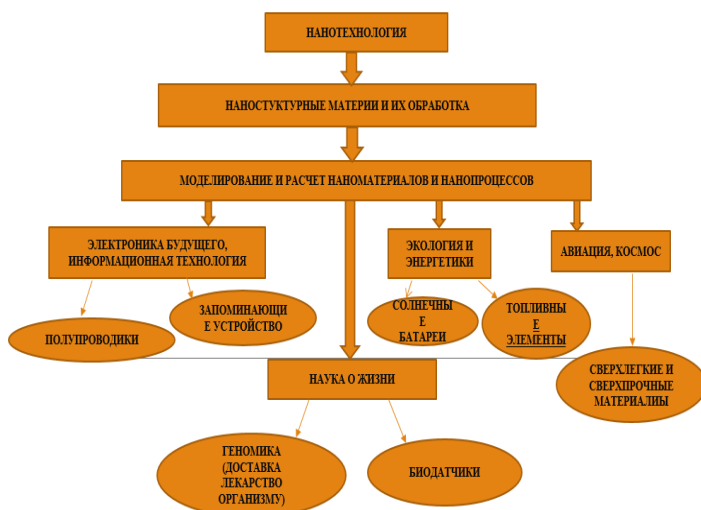 НАНОТЕХНОЛОГИЯ
НАНОСТУКТУРНЫЕ МАТЕРИИ И ИХ ОБРАБОТКА
МОДЕЛИРОВАНИЕ И РАСЧЕТ НАНОМАТЕРИАЛОВ И НАНОПРОЦЕССОВ
ЭЛЕКТРОНИКА БУДУЩЕГО,
ИНФОРМАЦИОННАЯ ТЕХНОЛОГИЯ
ЭКОЛОГИЯ И
ЭНЕРГЕТИКИ
АВИАЦИЯ, КОСМОС
ПОЛУПРОВОДИКИ
ЗАПОМИНАЮЩИ
Е УСТРОЙСТВО
СОЛНЕЧНЫ
Е
БАТАРЕИ
ТОПЛИВНЫ
Е
ЭЛЕМЕНТЫ
СВЕРХЛЕГКИЕ И
СВЕРХПРОЧНЫЕ
МАТЕРИАЛИЫ
НАУКА О ЖИЗНИ
ГЕНОМИКА
(ДОСТАВКА
ЛЕКАРСТВО
ОРГАНИЗМУ)
БИОДАТЧИКИ